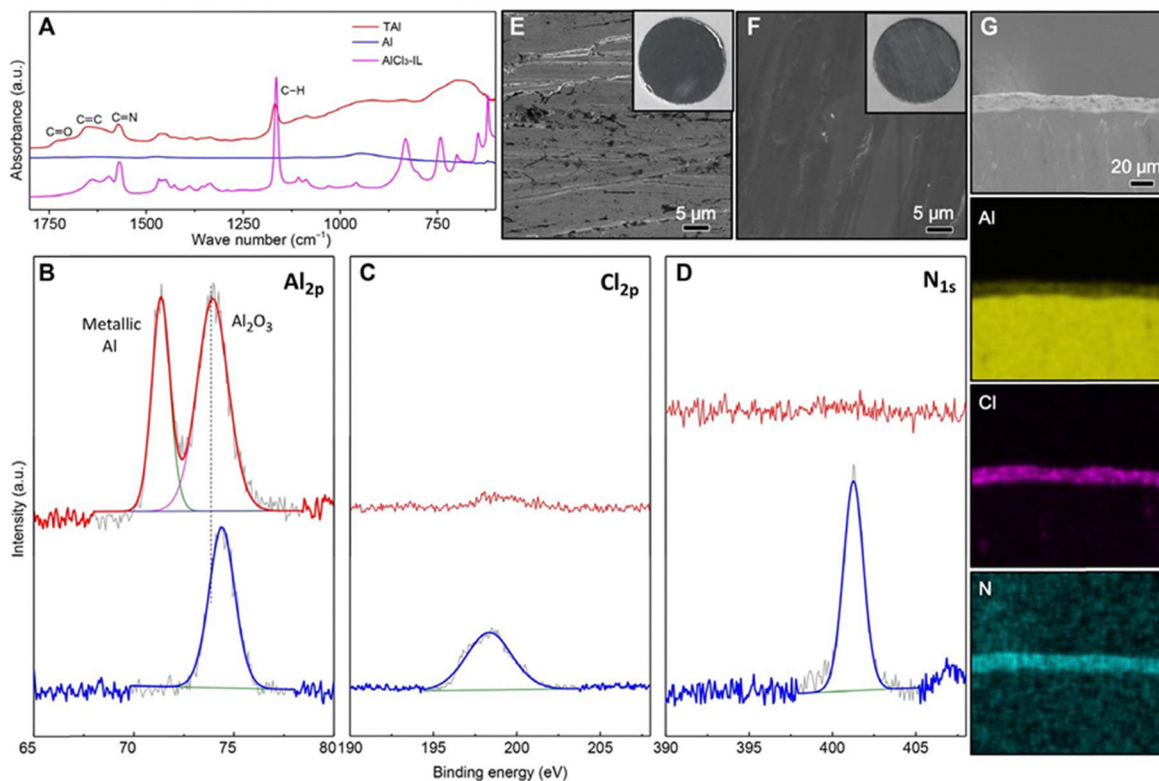 A
TAl
Al
AlCl₃-IL
C=O
C=C
C=N
C–H
Absorbance (a.u.)
1750 1500 1250 1000 750
Wave number (cm⁻¹)
E
5 µm
F
5 µm
G
20 µm
B
Al₂p
Metallic
Al
Al₂O₃
65 70 75 80
C
Cl₂p
190 195 200 205
D
N₁s
390 395 400 405
Intensity (a.u.)
Binding energy (eV)
Al
Cl
N